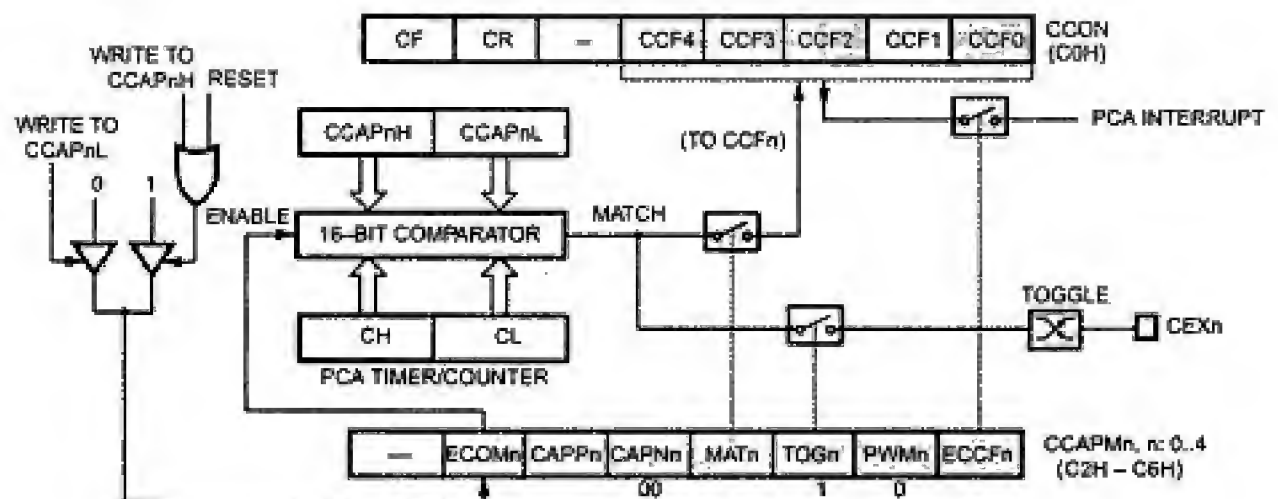 CF CR – CCF4 CCF3 CCF2 CCF1 CCF0
CCON
(C0H)
WRITE TO
CCAPnH RESET
WRITE TO
CCAPnL
0 1
CCAPnH CCAPnL
(TO CCFn)
PCA INTERRUPT
ENABLE
16–BIT COMPARATOR
MATCH
CH CL
PCA TIMER/COUNTER
TOGGLE
CEXn
— ECOMn CAPPn CAPNn MATn TOGn PWMn ECCFn
CCAPMn, n: 0..4
(C2H – C6H)
00 1 0